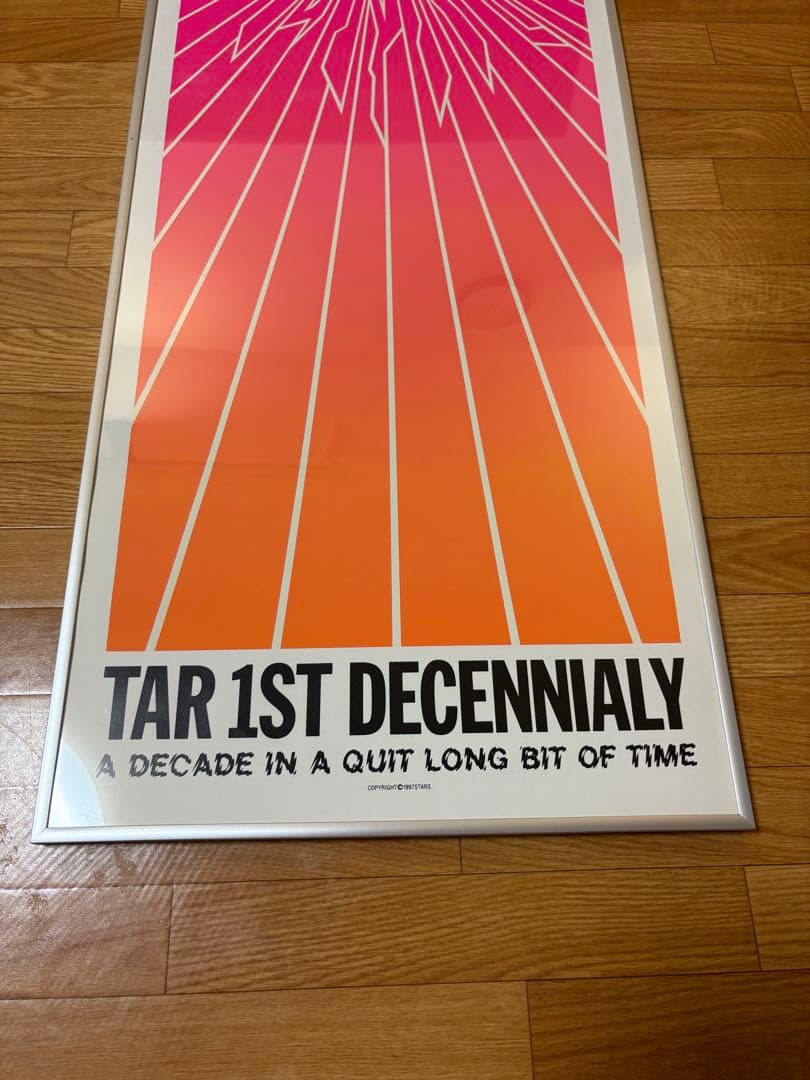 TAR 1ST DECENNIALY
A DECADE IN A QUIT LONG BIT OF TIME
COPYRIGHT©1997STARS